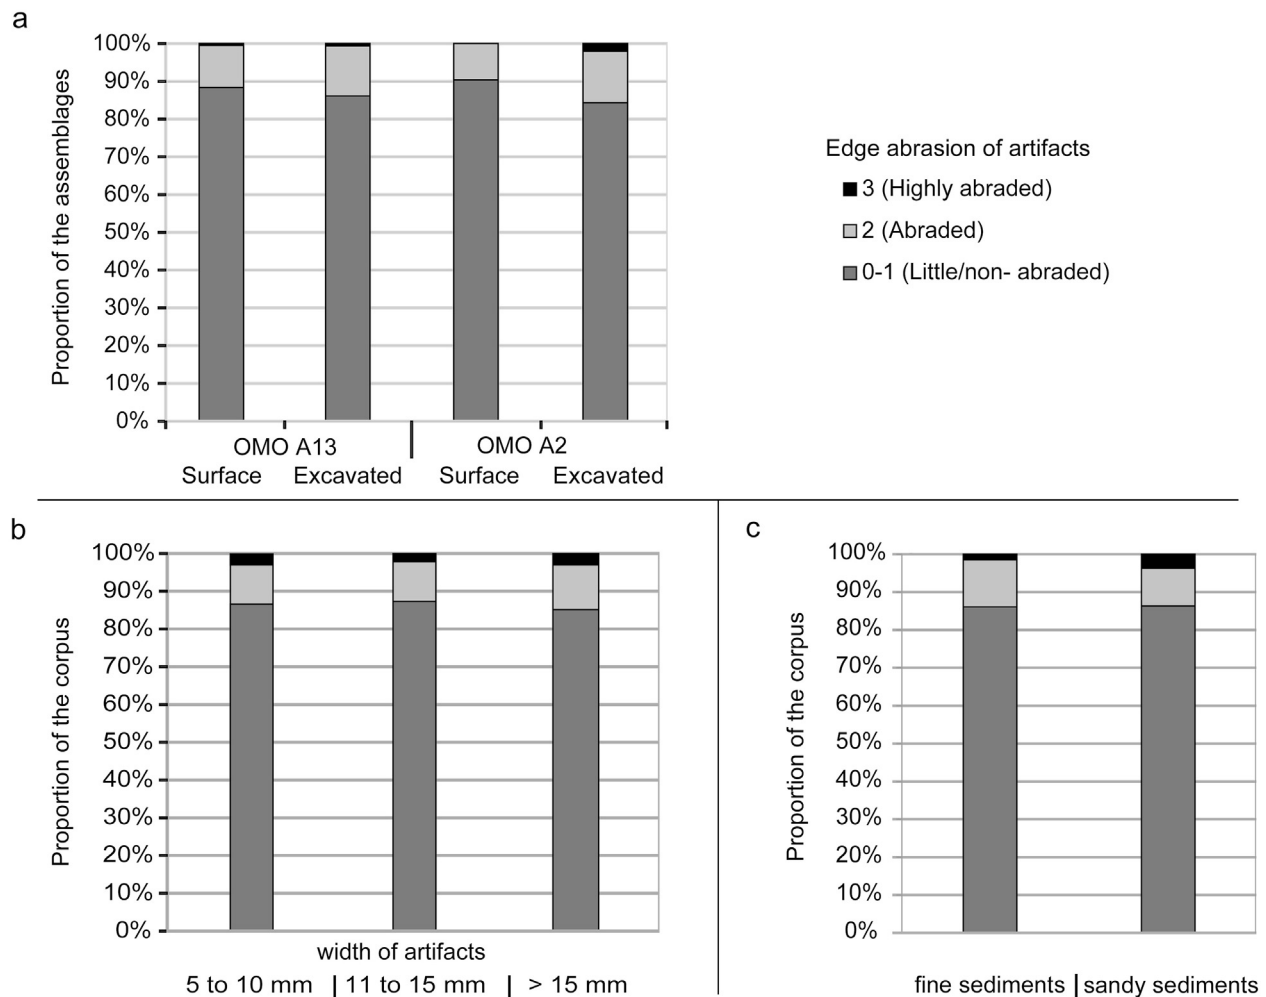 a
Proportion of the assemblages
100%
90%
80%
70%
60%
50%
40%
30%
20%
10%
0%
OMO A13 OMO A2
Surface Excavated Surface Excavated
Edge abrasion of artifacts
3 (Highly abraded)
2 (Abraded)
0-1 (Little/non- abraded)
b
Proportion of the corpus
100%
90%
80%
70%
60%
50%
40%
30%
20%
10%
0%
width of artifacts
5 to 10 mm | 11 to 15 mm | > 15 mm
c
Proportion of the corpus
100%
90%
80%
70%
60%
50%
40%
30%
20%
10%
0%
fine sediments | sandy sediments